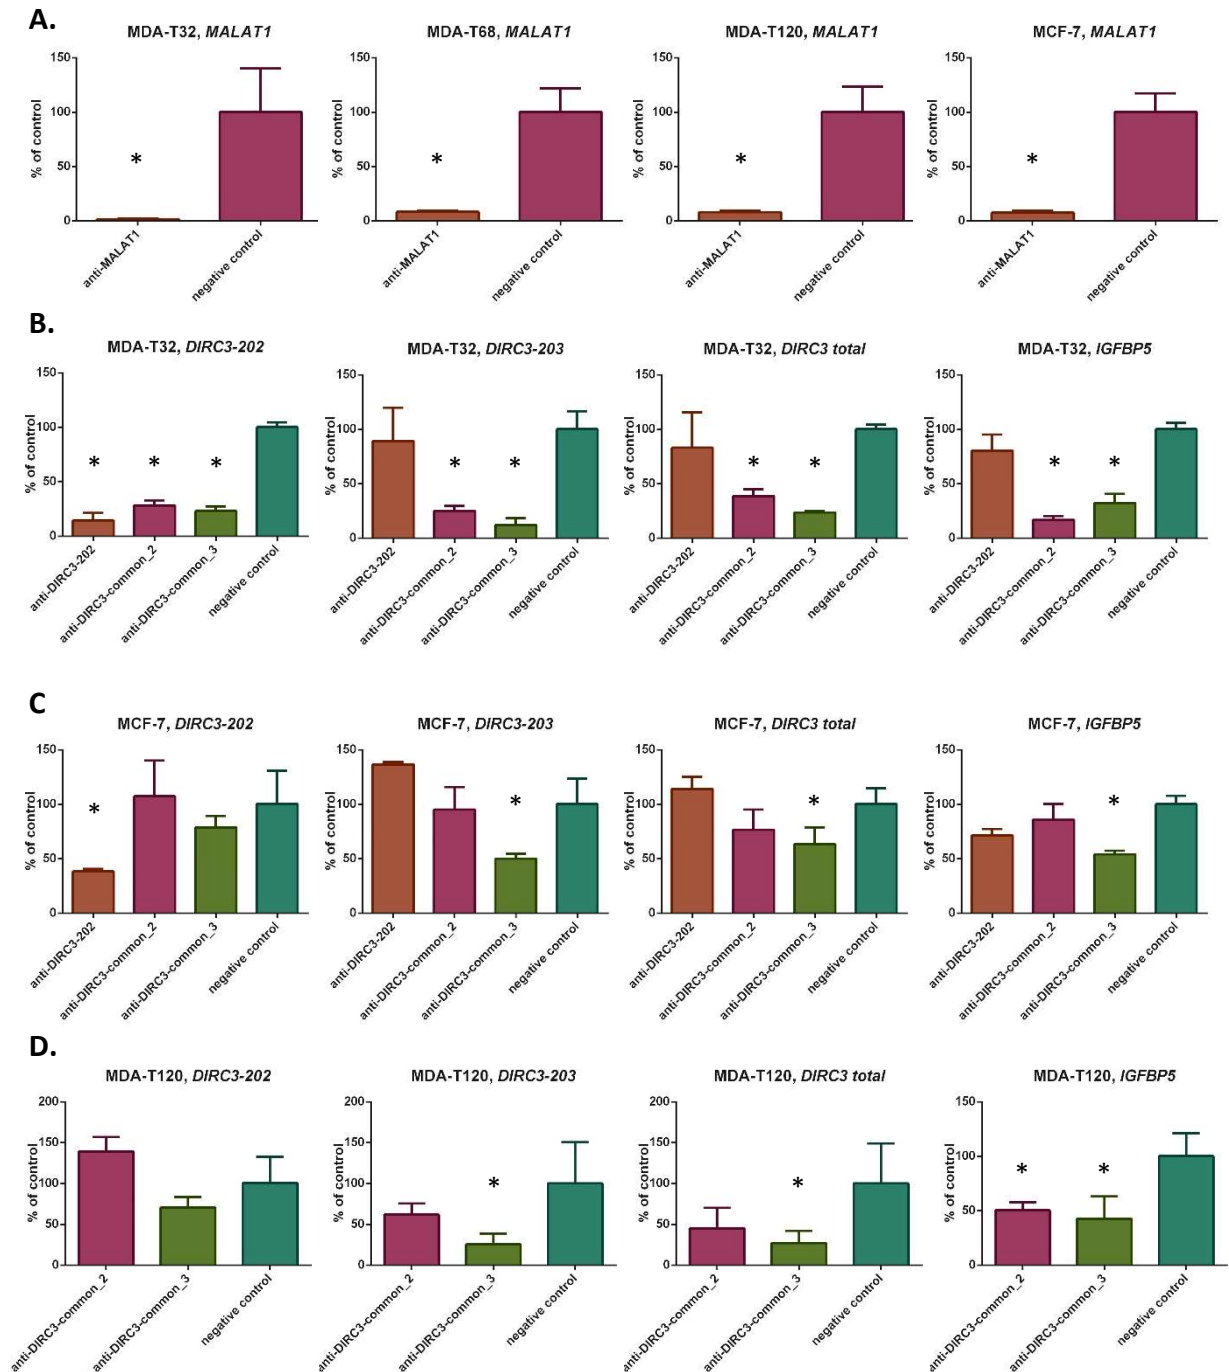 A.
MDA-T32, MALAT1
150
100
50
0
% of control
*
anti-MALAT1
negative control
MDA-T68, MALAT1
150
100
50
0
% of control
*
anti-MALAT1
negative control
MDA-T120, MALAT1
150
100
50
0
% of control
*
anti-MALAT1
negative control
MCF-7, MALAT1
150
100
50
0
% of control
*
anti-MALAT1
negative control
B.
MDA-T32, DIRC3-202
150
100
50
0
% of control
* * *
anti-DIRC3-202
anti-DIRC3-common_2
anti-DIRC3-common_3
negative control
MDA-T32, DIRC3-203
150
100
50
0
% of control
* *
anti-DIRC3-202
anti-DIRC3-common_2
anti-DIRC3-common_3
negative control
MDA-T32, DIRC3 total
150
100
50
0
% of control
* *
anti-DIRC3-202
anti-DIRC3-common_2
anti-DIRC3-common_3
negative control
MDA-T32, IGFBP5
150
100
50
0
% of control
* *
anti-DIRC3-202
anti-DIRC3-common_2
anti-DIRC3-common_3
negative control
C
MCF-7, DIRC3-202
150
100
50
0
% of control
*
anti-DIRC3-202
anti-DIRC3-common_2
anti-DIRC3-common_3
negative control
MCF-7, DIRC3-203
150
100
50
0
% of control
*
anti-DIRC3-202
anti-DIRC3-common_2
anti-DIRC3-common_3
negative control
MCF-7, DIRC3 total
150
100
50
0
% of control
*
anti-DIRC3-202
anti-DIRC3-common_2
anti-DIRC3-common_3
negative control
MCF-7, IGFBP5
150
100
50
0
% of control
*
anti-DIRC3-202
anti-DIRC3-common_2
anti-DIRC3-common_3
negative control
D.
MDA-T120, DIRC3-202
200
150
100
50
0
% of control
anti-DIRC3-common_2
anti-DIRC3-common_3
negative control
MDA-T120, DIRC3-203
200
150
100
50
0
% of control
*
anti-DIRC3-common_2
anti-DIRC3-common_3
negative control
MDA-T120, DIRC3 total
200
150
100
50
0
% of control
*
anti-DIRC3-common_2
anti-DIRC3-common_3
negative control
MDA-T120, IGFBP5
150
100
50
0
% of control
* *
anti-DIRC3-common_2
anti-DIRC3-common_3
negative control